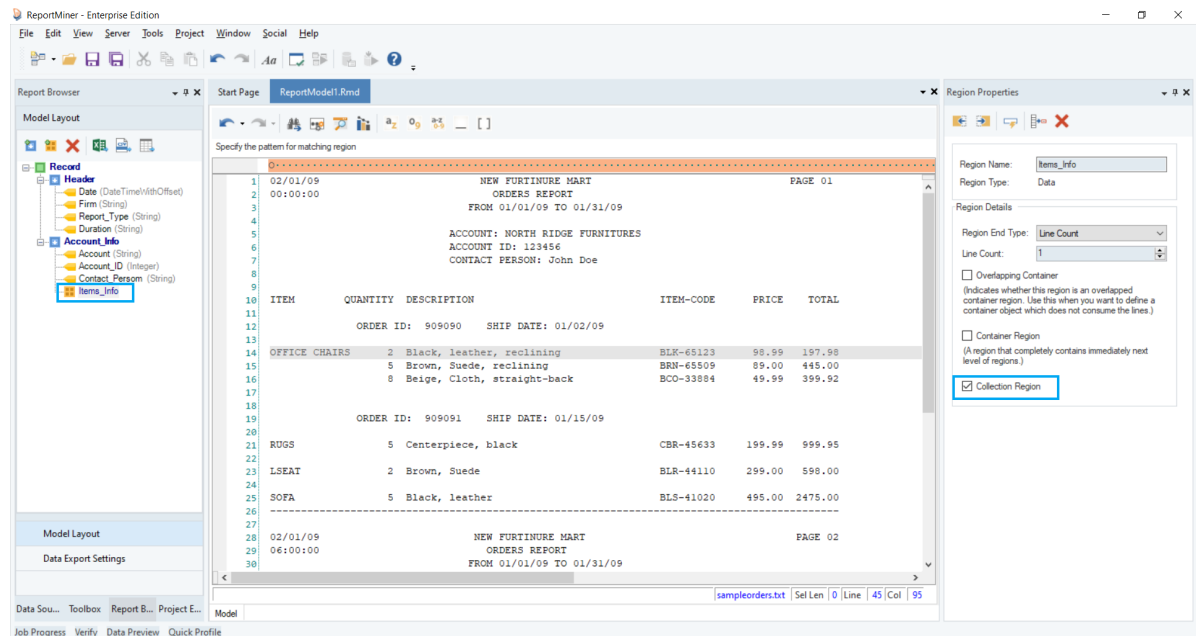 ReportMiner - Enterprise Edition
File Edit View Server Tools Project Window Social Help
Report Browser
Model Layout
Record
Header
Date (DateTimeWithOffset)
Firm (String)
Report_Type (String)
Duration (String)
Account_Info
Account (String)
Account_ID (Integer)
Contact_Persom (String)
Items_Info
Model Layout
Data Export Settings
Data Sou... Toolbox Report B... Project E...
Start Page ReportModel1.Rmd
Specify the pattern for matching region
1 02/01/09 NEW FURTINURE MART PAGE 01
2 00:00:00 ORDERS REPORT
3 FROM 01/01/09 TO 01/31/09
4
5 ACCOUNT: NORTH RIDGE FURNITURES
6 ACCOUNT ID: 123456
7 CONTACT PERSON: John Doe
8
9
10 ITEM QUANTITY DESCRIPTION ITEM-CODE PRICE TOTAL
11
12 ORDER ID: 909090 SHIP DATE: 01/02/09
13
14 OFFICE CHAIRS 2 Black, leather, reclining BLK-65123 98.99 197.98
15 5 Brown, Suede, reclining BRN-65509 89.00 445.00
16 8 Beige, Cloth, straight-back BCO-33884 49.99 399.92
17
18
19 ORDER ID: 909091 SHIP DATE: 01/15/09
20
21 RUGS 5 Centerpiece, black CBR-45633 199.99 999.95
22
23 LSEAT 2 Brown, Suede BLR-44110 299.00 598.00
24
25 SOFA 5 Black, leather BLS-41020 495.00 2475.00
26 ----------------------------------------------------------------------------------------
27
28 02/01/09 NEW FURTINURE MART PAGE 02
29 06:00:00 ORDERS REPORT
30 FROM 01/01/09 TO 01/31/09
sampleorders.txt Sel Len 0 Line 45 Col 95
Model
Region Properties
Region Name: Items_Info
Region Type: Data
Region Details
Region End Type: Line Count
Line Count: 1
Overlapping Container
(Indicates whether this region is an overlapped
container region. Use this when you want to define a
container object which does not consume the lines.)
Container Region
(A region that completely contains immediately next
level of regions.)
Collection Region
Job Progress Verify Data Preview Quick Profile